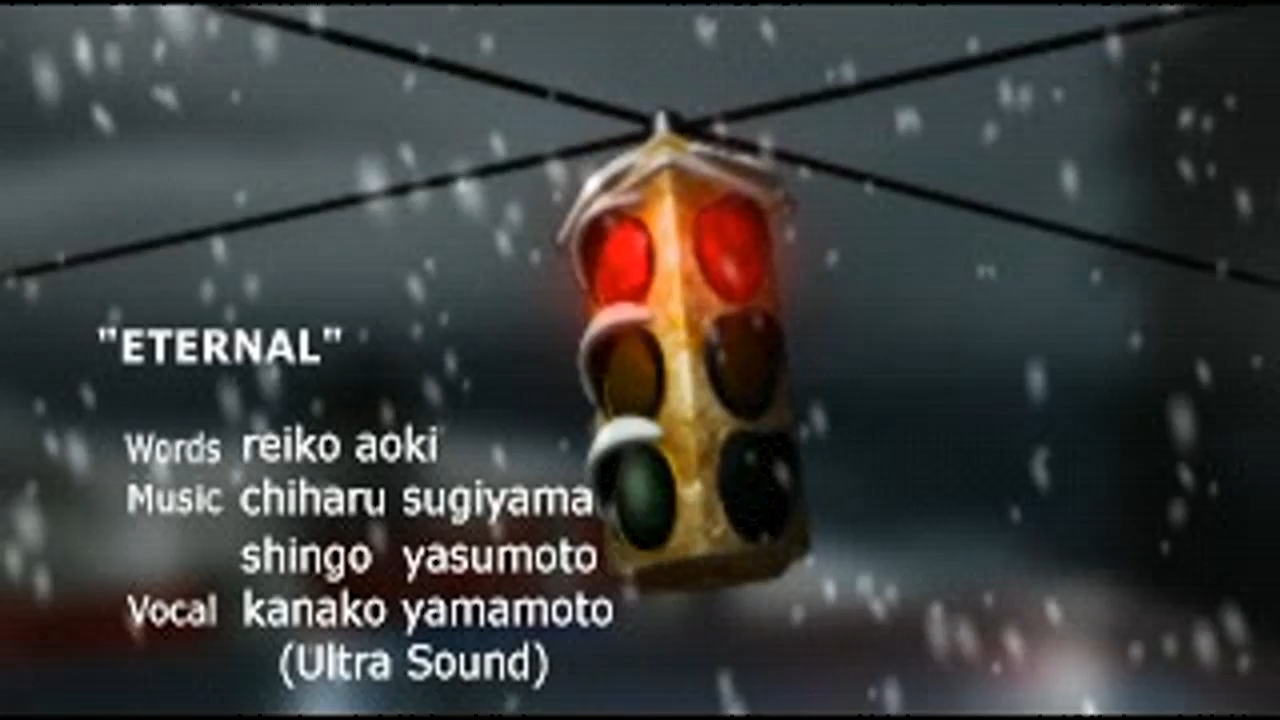 "ETERNAL"
Words reiko aoki
Music chiharu sugiyama
shingo yasumoto
Vocal kanako yamamoto
(Ultra Sound)